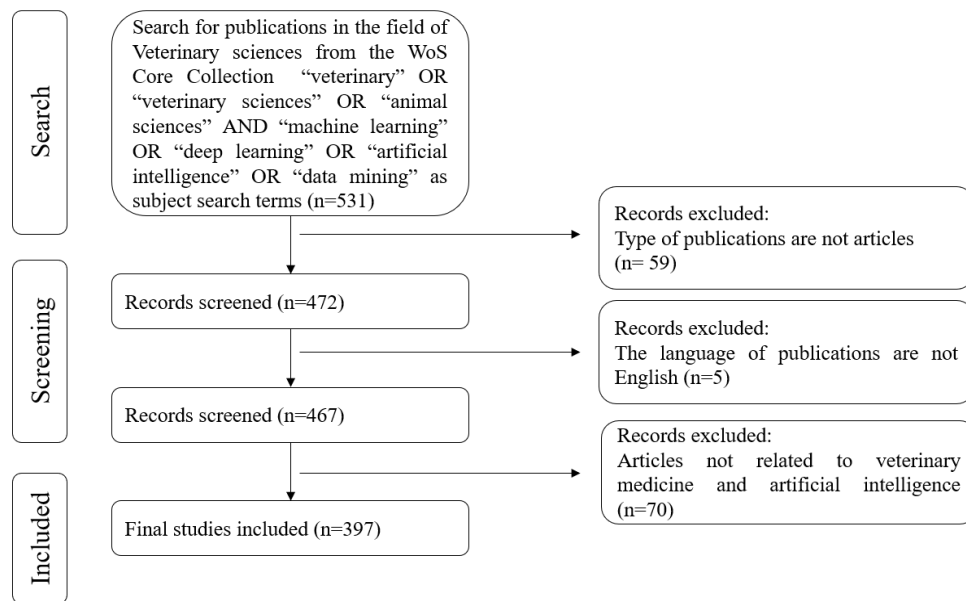 Search
Search for publications in the field of
Veterinary sciences from the WoS
Core Collection “veterinary” OR
“veterinary sciences” OR “animal
sciences” AND “machine learning”
OR “deep learning” OR “artificial
intelligence” OR “data mining” as
subject search terms (n=531)
Records excluded:
Type of publications are not articles
(n= 59)
Screening
Records screened (n=472)
Records excluded:
The language of publications are not
English (n=5)
Records screened (n=467)
Records excluded:
Articles not related to veterinary
medicine and artificial intelligence
(n=70)
Included
Final studies included (n=397)